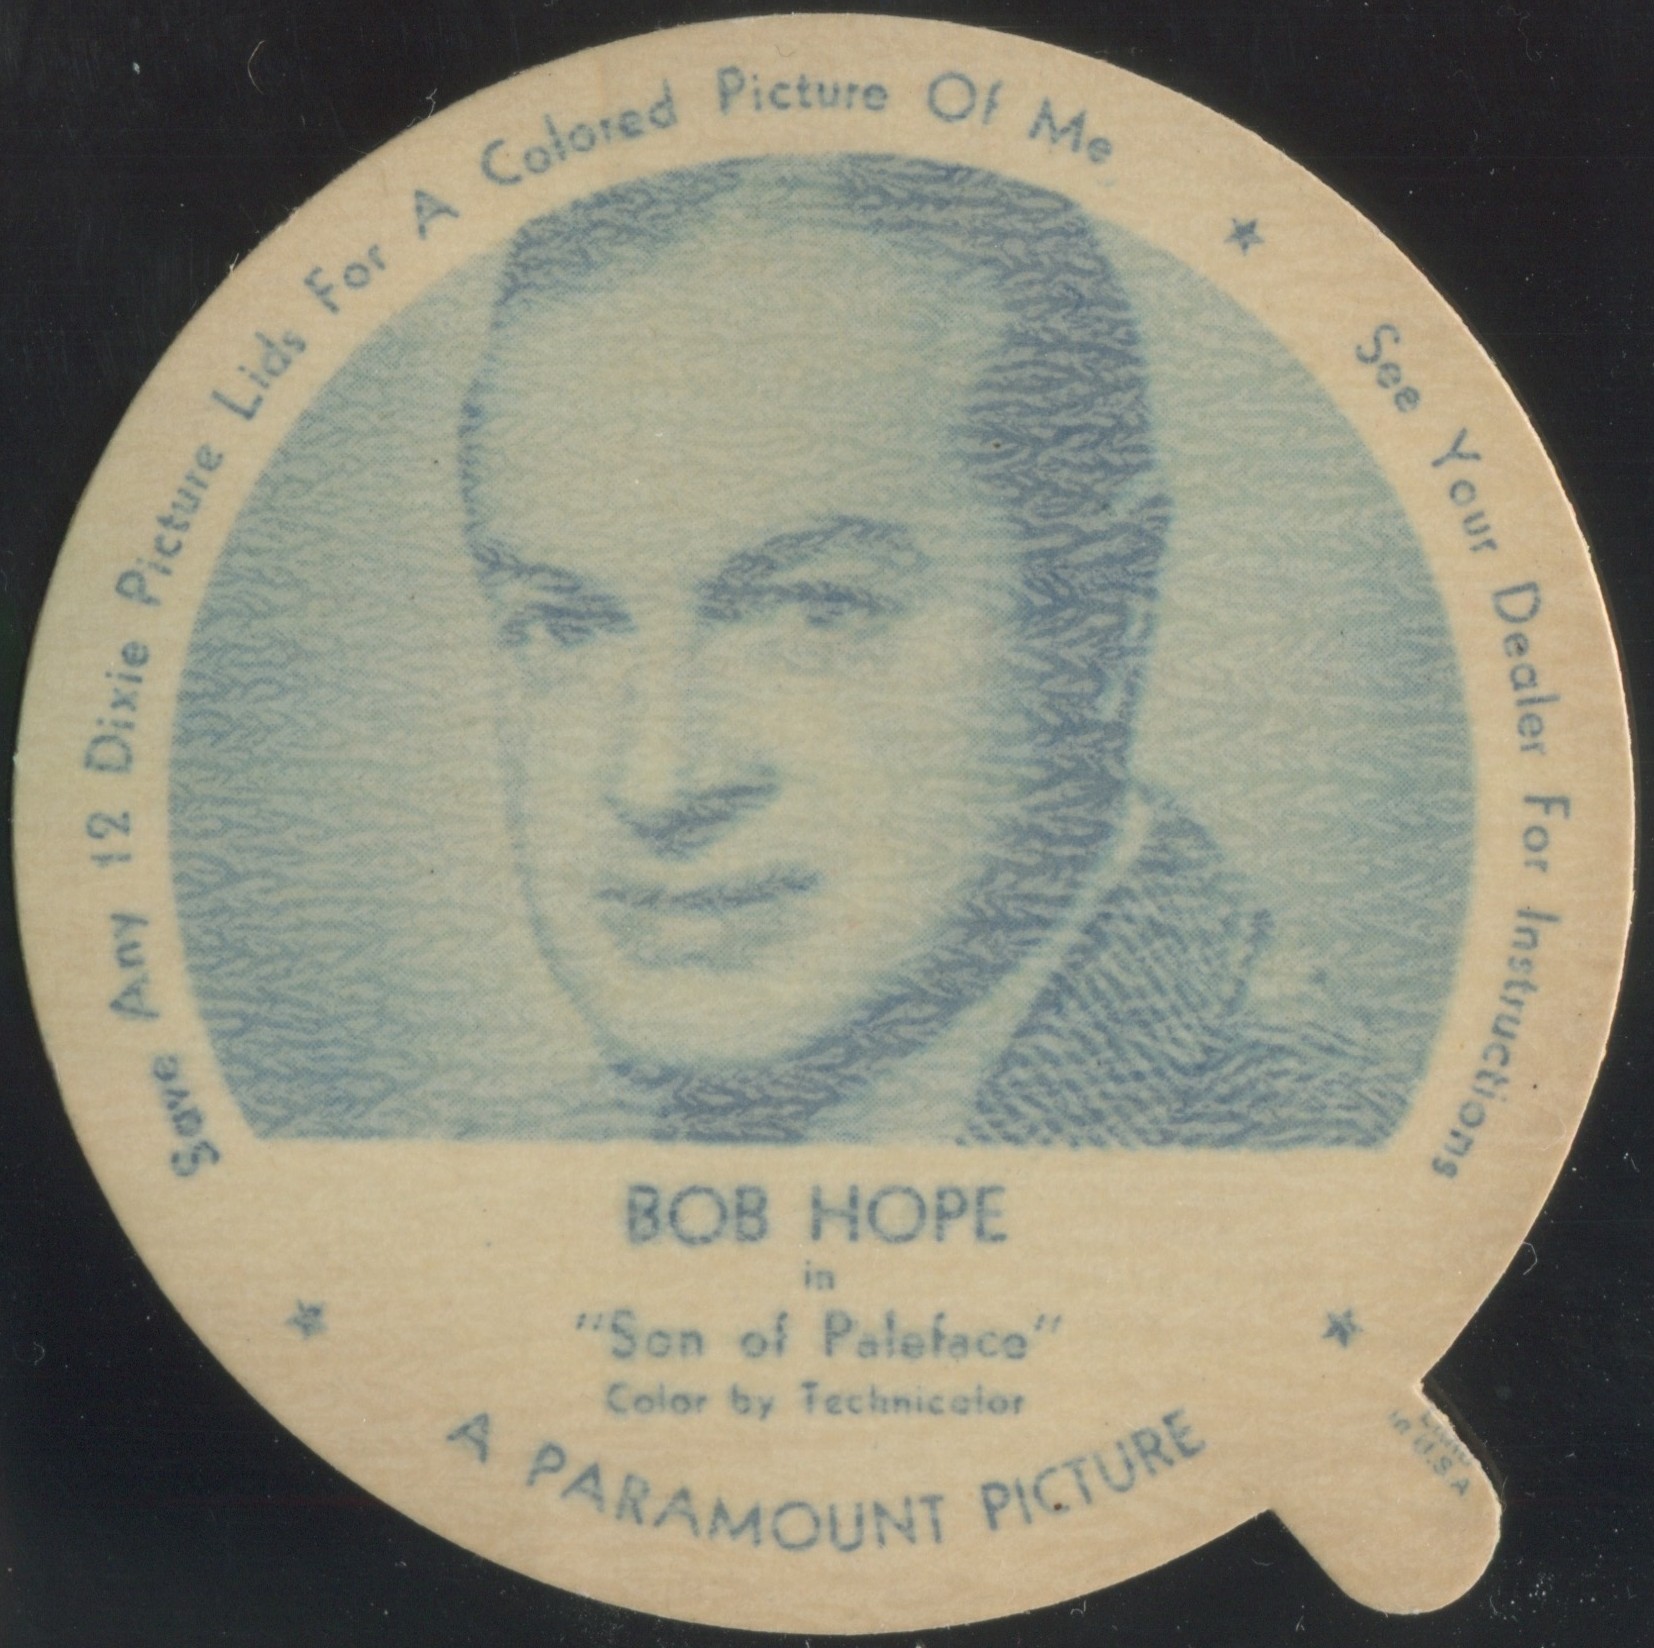 Save Any 12 Dixie Picture Lids For A Colored Picture Of Me
See Your Dealer For Instructions
BOB HOPE
in
"Son of Paleface"
Color by Technicolor
A PARAMOUNT PICTURE
in U.S.A